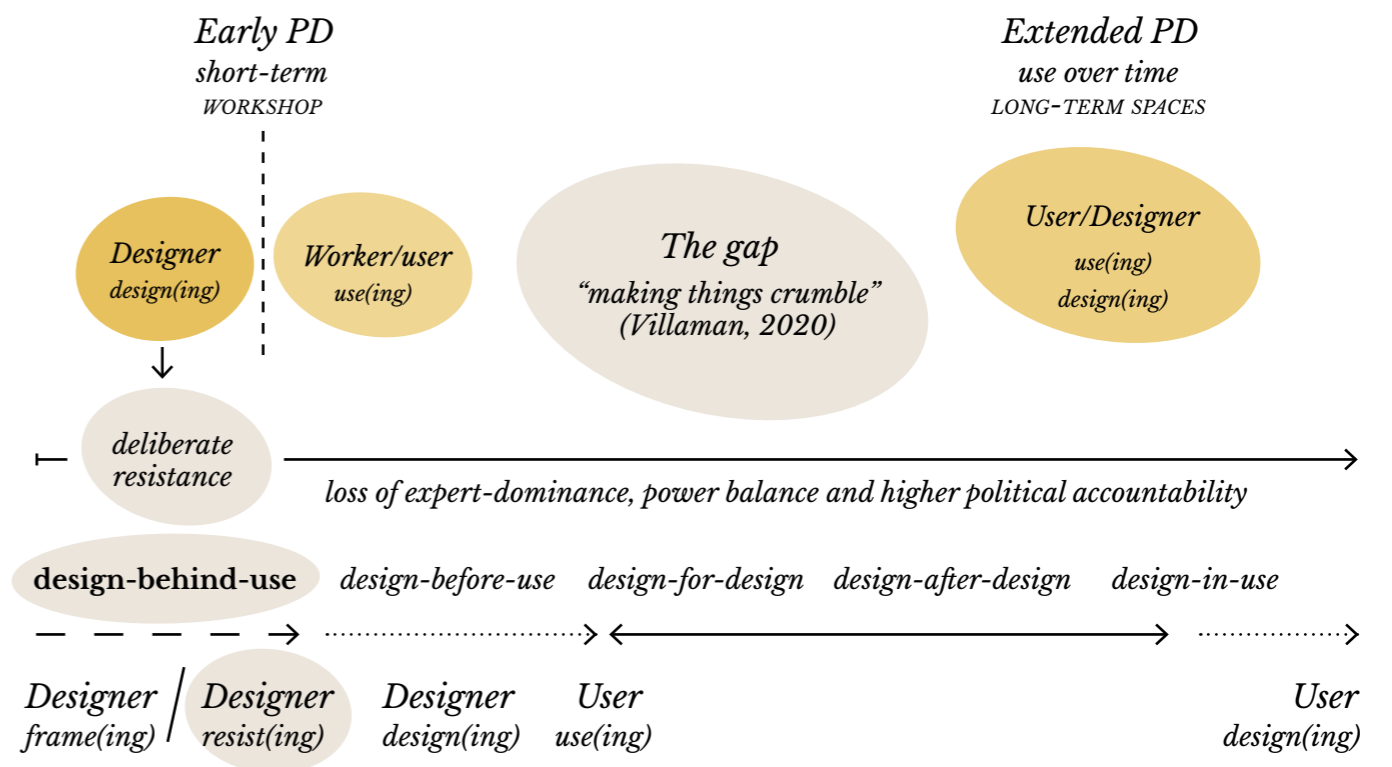 Early PD
short-term
WORKSHOP
Extended PD
use over time
LONG-TERM SPACES
Designer
design(ing)
Worker/user
use(ing)
The gap
“making things crumble”
(Villaman, 2020)
User/Designer
use(ing)
design(ing)
deliberate
resistance
loss of expert-dominance, power balance and higher political accountability
design-behind-use
design-before-use
design-for-design
design-after-design
design-in-use
Designer
frame(ing)
/
Designer
resist(ing)
Designer
design(ing)
User
use(ing)
User
design(ing)